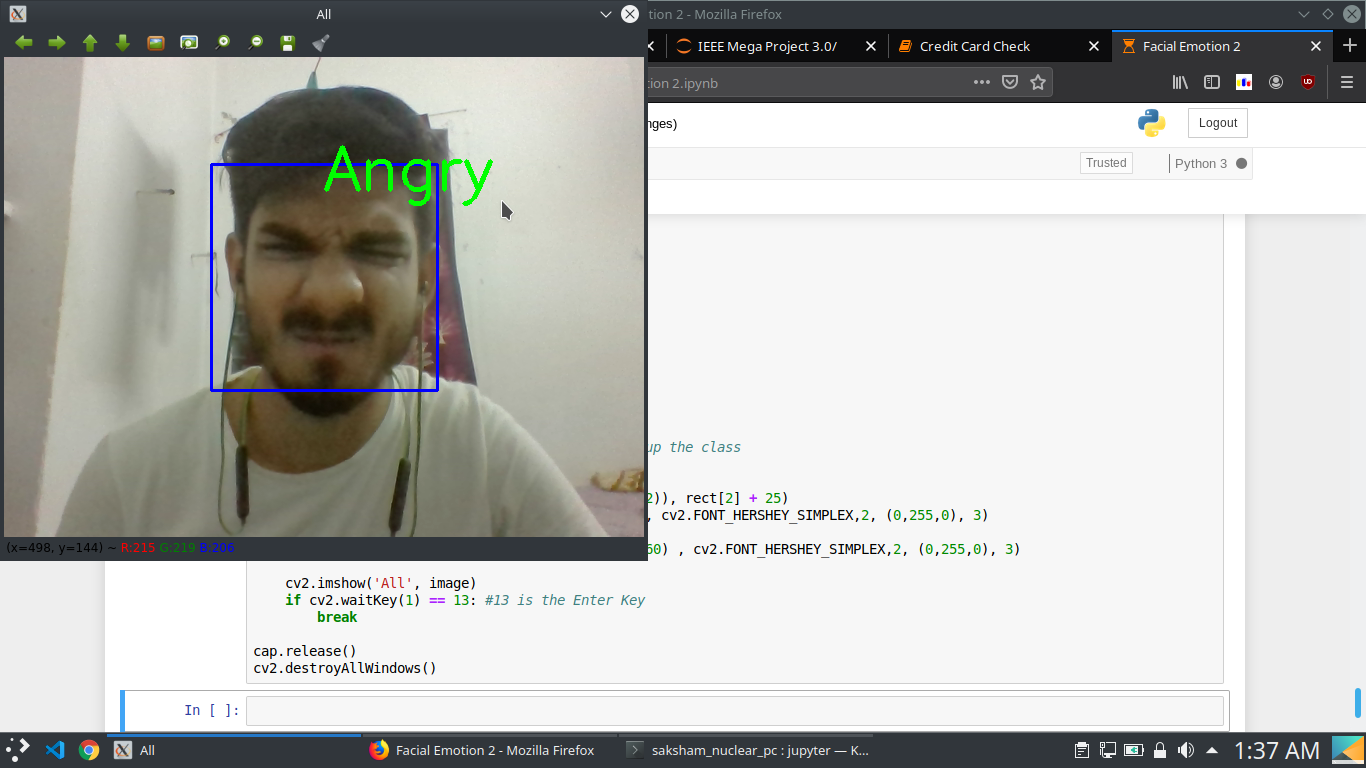 All
tion 2 - Mozilla Firefox
IEEE Mega Project 3.0/
Credit Card Check
Facial Emotion 2
ion 2.ipynb
nges)
Logout
Trusted
Python 3
Angry
up the class
2)), rect[2] + 25)
, cv2.FONT_HERSHEY_SIMPLEX,2, (0,255,0), 3)
60) , cv2.FONT_HERSHEY_SIMPLEX,2, (0,255,0), 3)
(x=498, y=144) ~ R:215 G:219 B:206
cv2.imshow('All', image)
if cv2.waitKey(1) == 13: #13 is the Enter Key
break
cap.release()
cv2.destroyAllWindows()
In [ ]:
All
Facial Emotion 2 - Mozilla Firefox
saksham_nuclear_pc : jupyter — K...
1:37 AM